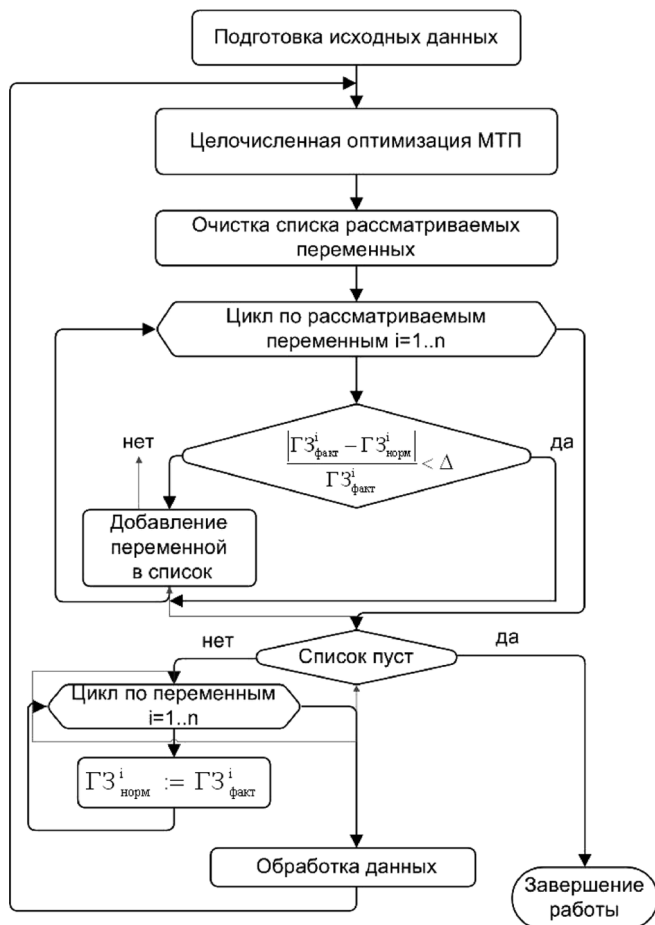 Подготовка исходных данных
Целочисленная оптимизация МТП
Очистка списка рассматриваемых
переменных
Цикл по рассматриваемым
переменным i=1..n
нет
|ГЗ^i_факт – ГЗ^i_норм| / ГЗ^i_факт < Δ
да
Добавление
переменной
в список
нет
Список пуст
да
Цикл по переменным
i=1..n
ГЗ^i_норм := ГЗ^i_факт
Обработка данных
Завершение
работы